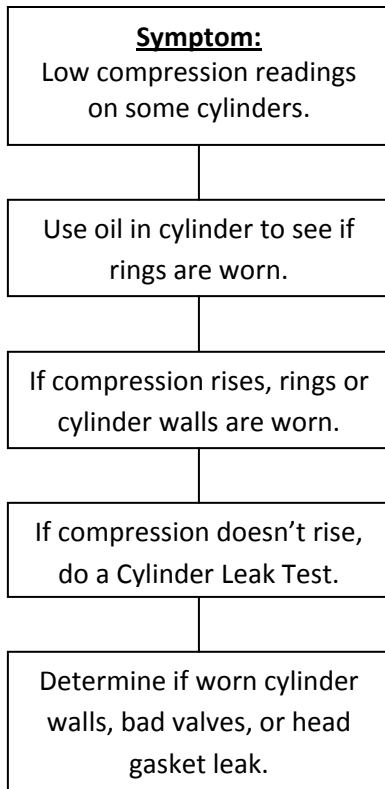 Symptom:
Low compression readings
on some cylinders.
Use oil in cylinder to see if
rings are worn.
If compression rises, rings or
cylinder walls are worn.
If compression doesn’t rise,
do a Cylinder Leak Test.
Determine if worn cylinder
walls, bad valves, or head
gasket leak.